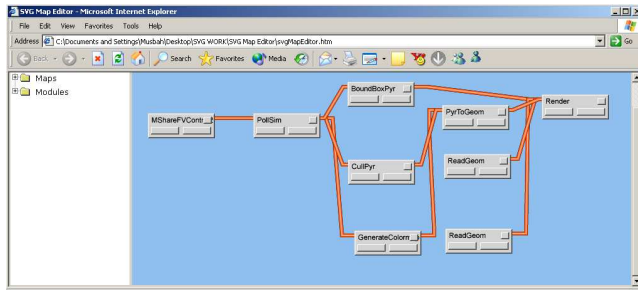 SVG Map Editor - Microsoft Internet Explorer
File Edit View Favorites Tools Help
Address C:\Documents and Settings\Musbah\Desktop\SVG WORK\SVG Map Editor\svgMapEditor.htm Go
Back Search Favorites Media
Maps
Modules
BoundBoxPyr
Render
MShareFVContr
PollSim
PyrToGeom
CullPyr
ReadGeom
GenerateColorm
ReadGeom